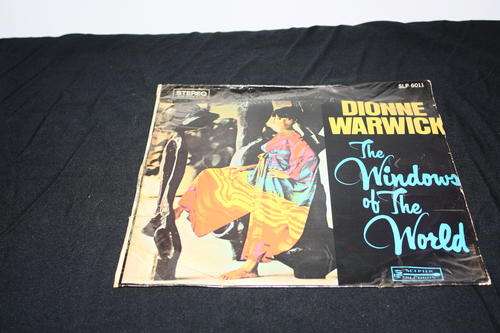 STEREO
SLP 6011
DIONNE
WARWICK
The
Windows
of The
World
SCEPTER